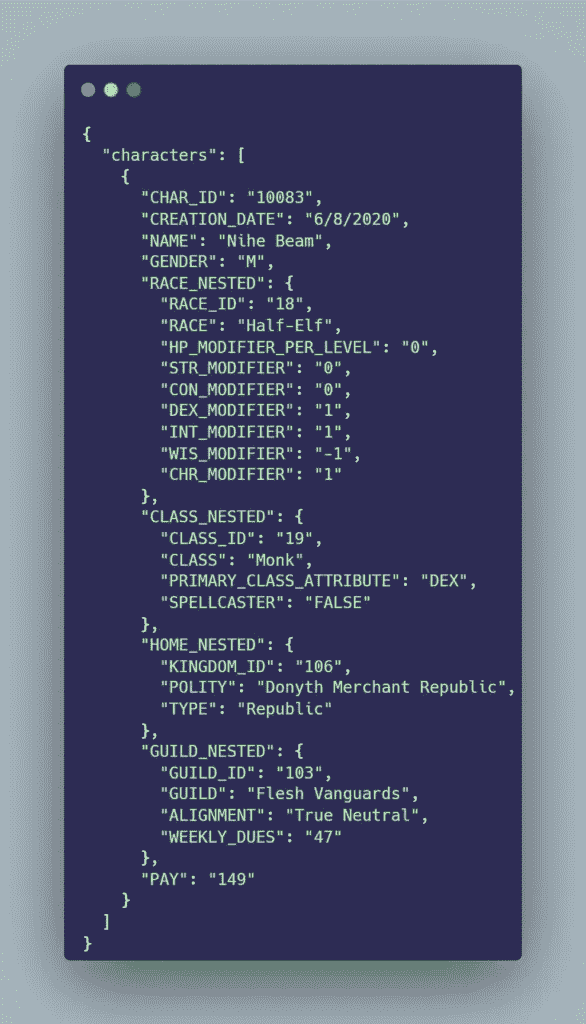 {
  "characters": [
    {
      "CHAR_ID": "10083",
      "CREATION_DATE": "6/8/2020",
      "NAME": "Nihe Beam",
      "GENDER": "M",
      "RACE_NESTED": {
        "RACE_ID": "18",
        "RACE": "Half-Elf",
        "HP_MODIFIER_PER_LEVEL": "0",
        "STR_MODIFIER": "0",
        "CON_MODIFIER": "0",
        "DEX_MODIFIER": "1",
        "INT_MODIFIER": "1",
        "WIS_MODIFIER": "-1",
        "CHR_MODIFIER": "1"
      },
      "CLASS_NESTED": {
        "CLASS_ID": "19",
        "CLASS": "Monk",
        "PRIMARY_CLASS_ATTRIBUTE": "DEX",
        "SPELLCASTER": "FALSE"
      },
      "HOME_NESTED": {
        "KINGDOM_ID": "106",
        "POLITY": "Donyth Merchant Republic",
        "TYPE": "Republic"
      },
      "GUILD_NESTED": {
        "GUILD_ID": "103",
        "GUILD": "Flesh Vanguards",
        "ALIGNMENT": "True Neutral",
        "WEEKLY_DUES": "47"
      },
      "PAY": "149"
    }
  ]
}